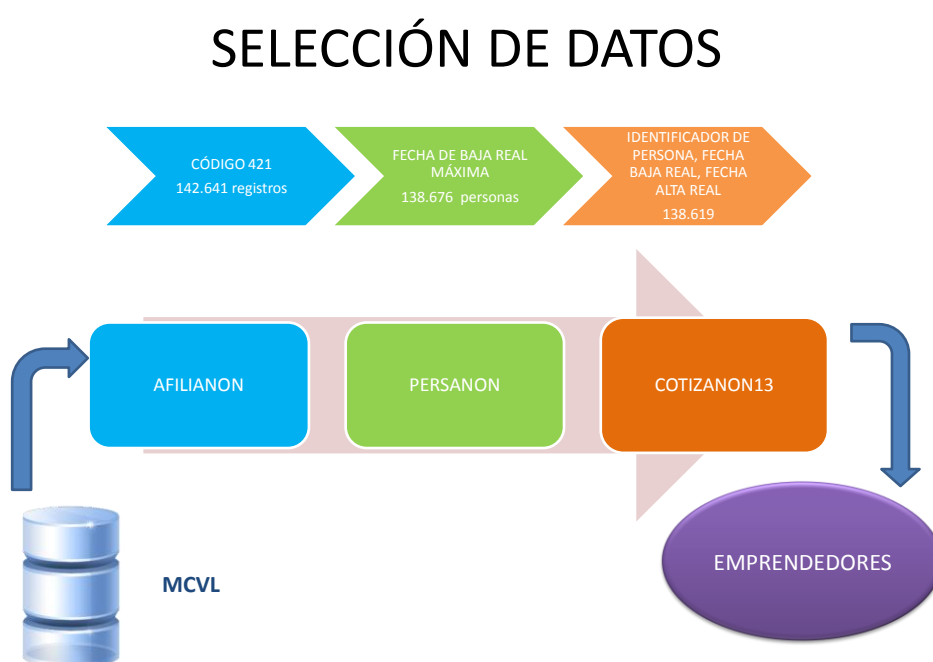 SELECCIÓN DE DATOS
CÓDIGO 421
142.641 registros
FECHA DE BAJA REAL
MÁXIMA
138.676 personas
IDENTIFICADOR DE
PERSONA, FECHA
BAJA REAL, FECHA
ALTA REAL
138.619
AFILIANON
PERSANON
COTIZANON13
MCVL
EMPRENDEDORES